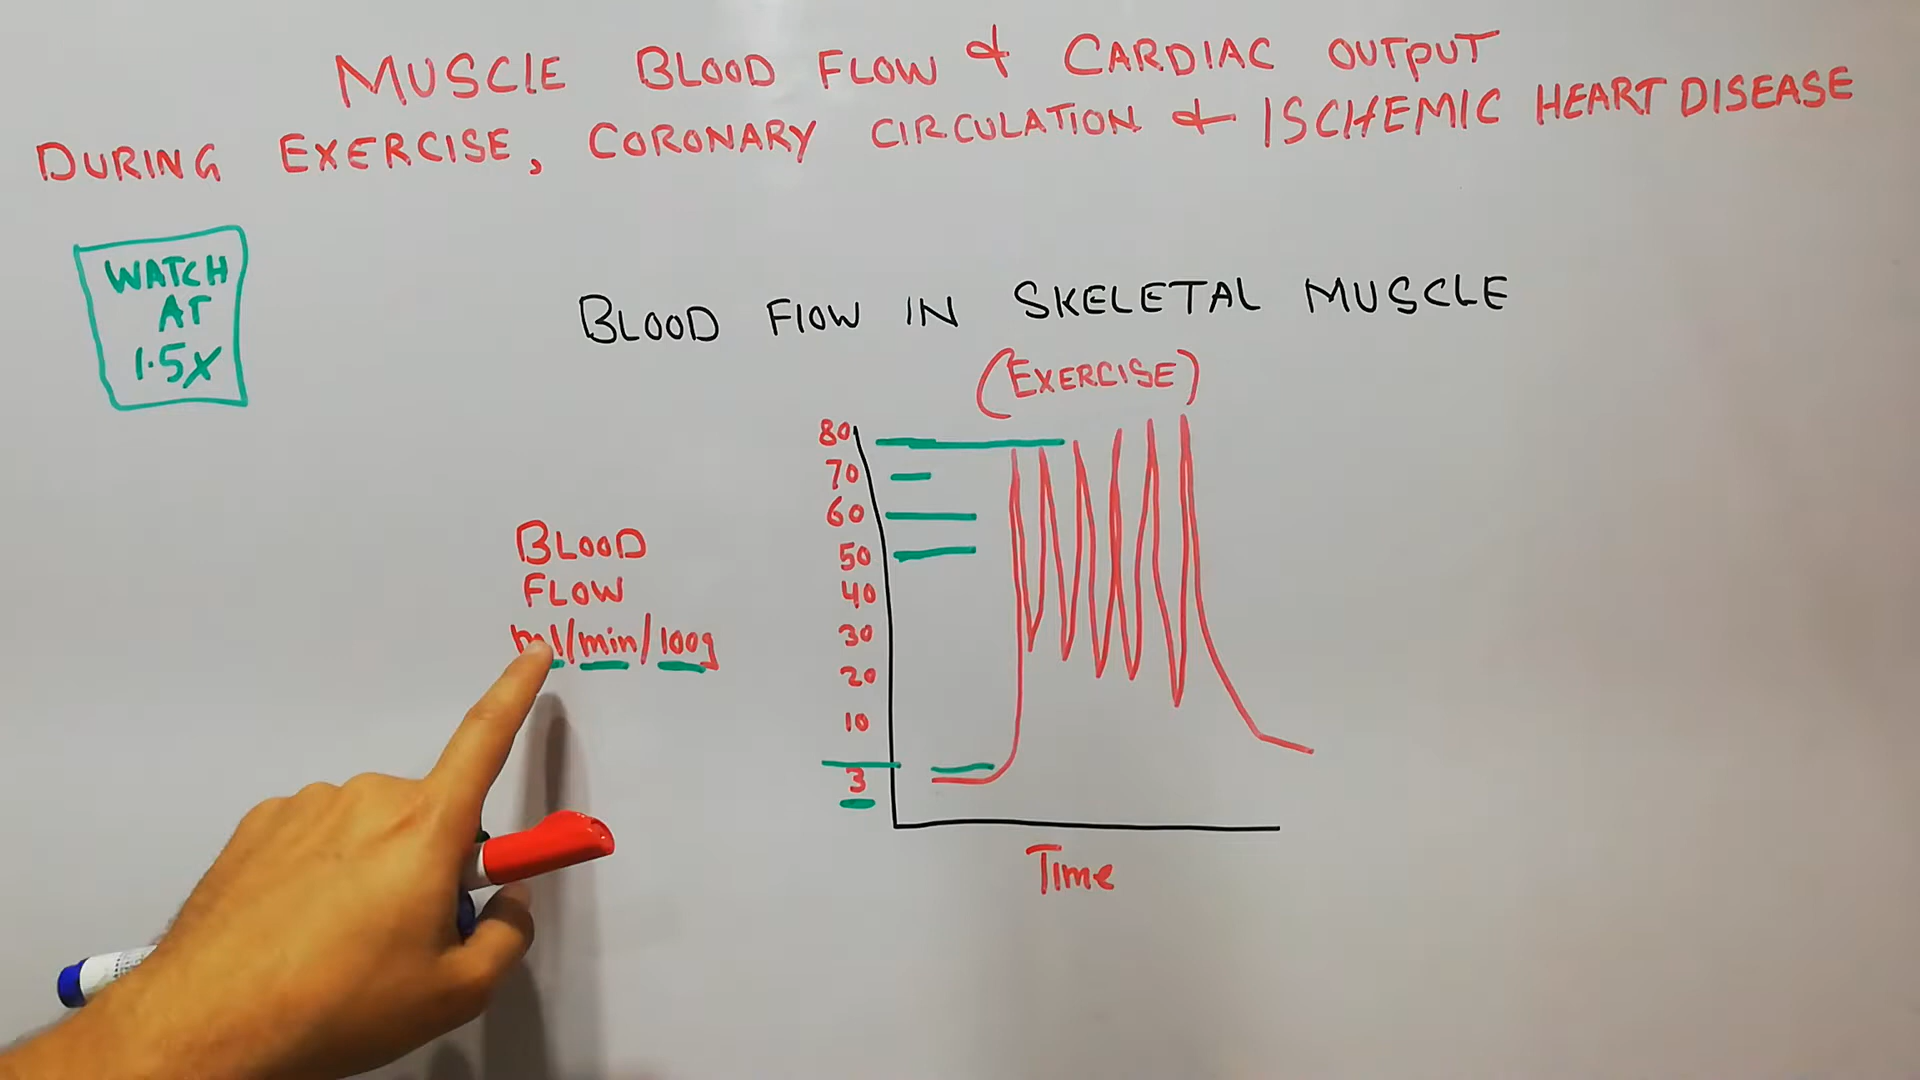 MUSCLE BLOOD FLOW & CARDIAC OUTPUT
DURING EXERCISE, CORONARY CIRCULATION & ISCHEMIC HEART DISEASE
WATCH
AT
1.5X
BLOOD FLOW IN SKELETAL MUSCLE
(EXERCISE)
80
70
60
50
40
30
20
10
3
BLOOD
FLOW
ml/min/100g
Time